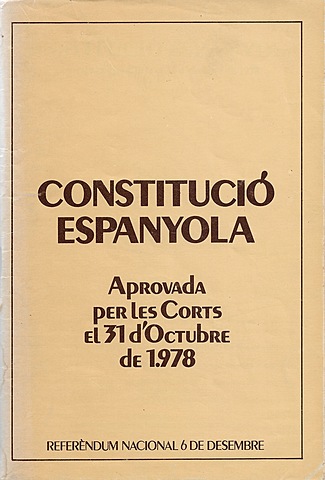 CONSTITUCIÓ
ESPANYOLA
APROVADA
PER LES CORTS
EL 31 d'OCTUBRE
de 1.978
REFERÈNDUM NACIONAL 6 DE DESEMBRE